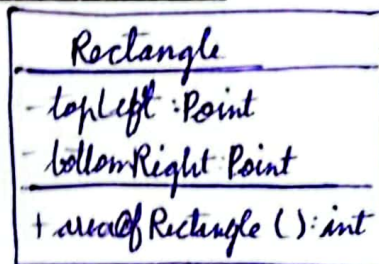 Rectangle
- topLeft : Point
- bottomRight Point
+ areaOfRectangle ( ) : int